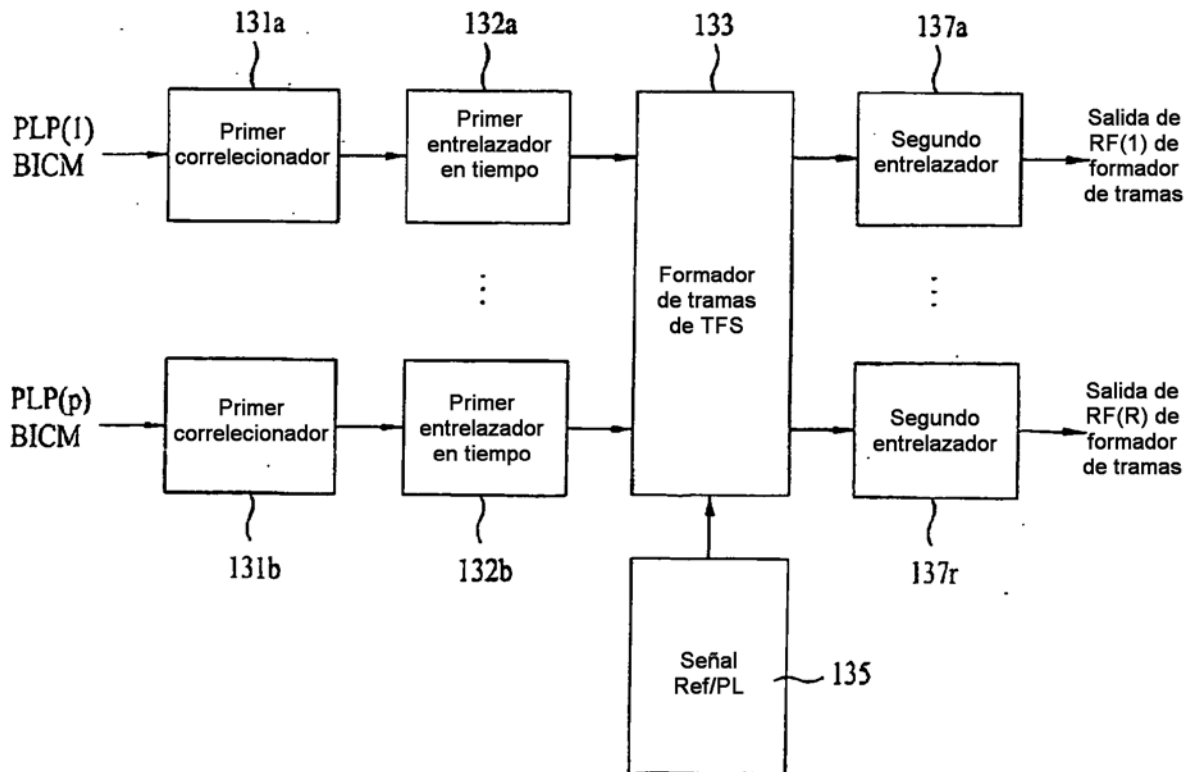 131a
132a
133
137a
PLP(1)
BICM
Primer
correlecionador
Primer
entrelazador
en tiempo
Formador
de tramas
de TFS
Segundo
entrelazador
Salida de
RF(1) de
formador
de tramas
PLP(p)
BICM
Primer
correlecionador
Primer
entrelazador
en tiempo
Segundo
entrelazador
Salida de
RF(R) de
formador
de tramas
131b
132b
137r
Señal
Ref/PL
135